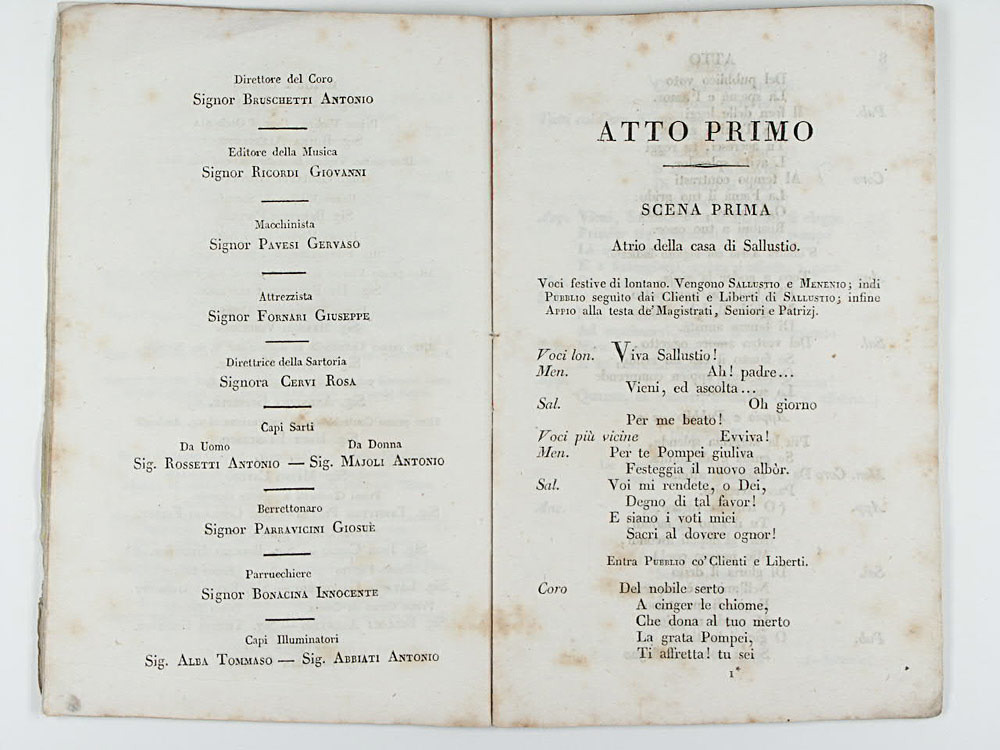 Direttore del Coro
Signor Bruschetti Antonio
Editore della Musica
Signor Ricordi Giovanni
Macchinista
Signor Pavesi Gervaso
Attrezzista
Signor Fornari Giuseppe
Direttrice della Sartoria
Signora Cervi Rosa
Capi Sarti
Da Uomo Da Donna
Sig. Rossetti Antonio — Sig. Majoli Antonio
Berrettonaro
Signor Parravicini Giosuè
Parrucchiere
Signor Bonacina Innocente
Capi Illuminatori
Sig. Alba Tommaso — Sig. Abbiati Antonio
ATTO PRIMO
SCENA PRIMA
Atrio della casa di Sallustio.
Voci festive di lontano. Vengono Sallustio e Menenio; indi
Pubblio seguito dai Clienti e Liberti di Sallustio; infine
Appio alla testa de' Magistrati, Seniori e Patrizj.
Voci lon. Viva Sallustio!
Men. Ah! padre...
Vieni, ed ascolta...
Sal. Oh giorno
Per me beato!
Voci più vicine Evviva!
Men. Per te Pompei giuliva
Festeggia il nuovo albòr.
Sal. Voi mi rendete, o Dei,
Degno di tal favor!
E siano i voti miei
Sacri al dovere ognor!
Entra Pubblio co' Clienti e Liberti.
Coro Del nobile serto
A cinger le chiome,
Che dona al tuo merto
La grata Pompei,
Ti affretta! tu sei
1*